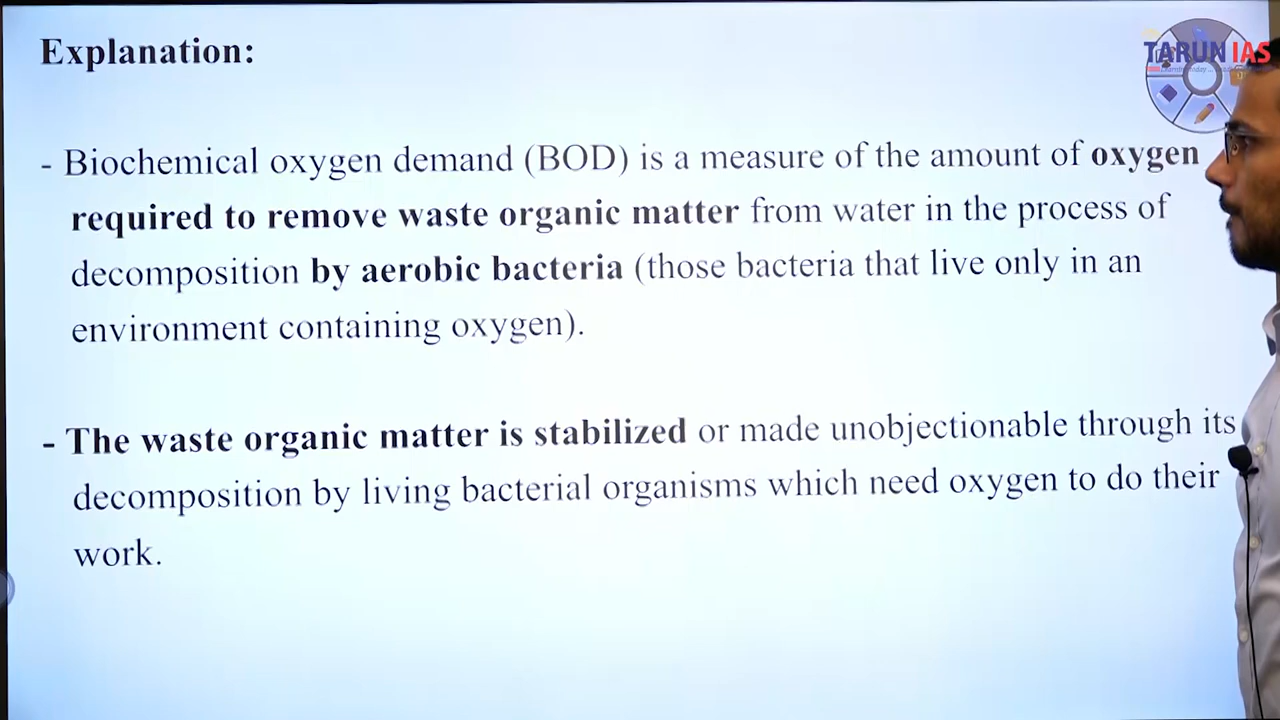 Explanation:
TARUN IAS
- Biochemical oxygen demand (BOD) is a measure of the amount of oxygen
required to remove waste organic matter from water in the process of
decomposition by aerobic bacteria (those bacteria that live only in an
environment containing oxygen).
- The waste organic matter is stabilized or made unobjectionable through its
decomposition by living bacterial organisms which need oxygen to do their
work.